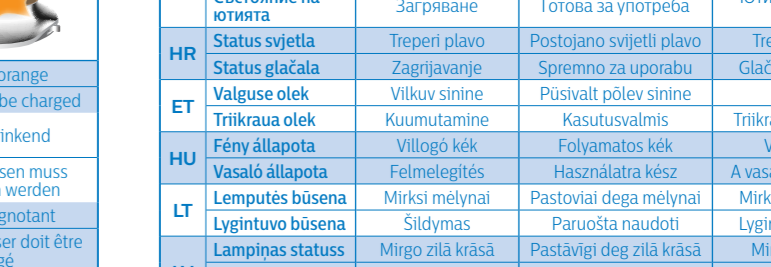 orange
be charged
inkend
sen muss
werden
gnotant
ser doit être
gé
ютията
Загряване
Готова за употреба
HR
Status svjetla
Treperi plavo
Postojano svijetli plavo
Status glačala
Zagrijavanje
Spremno za uporabu
ET
Valguse olek
Vilkuv sinine
Püsivalt põlev sinine
Triikraua olek
Kuumutamine
Kasutusvalmis
HU
Fény állapota
Villogó kék
Folyamatos kék
Vasaló állapota
Felmelegítés
Használatra kész
A vasa
LT
Lemputės būsena
Mirksi mėlynai
Pastoviai dega mėlynai
Lygintuvo būsena
Šildymas
Paruošta naudoti
Lampiņas statuss
Mirgo zilā krāsā
Pastāvīgi deg zilā krāsā